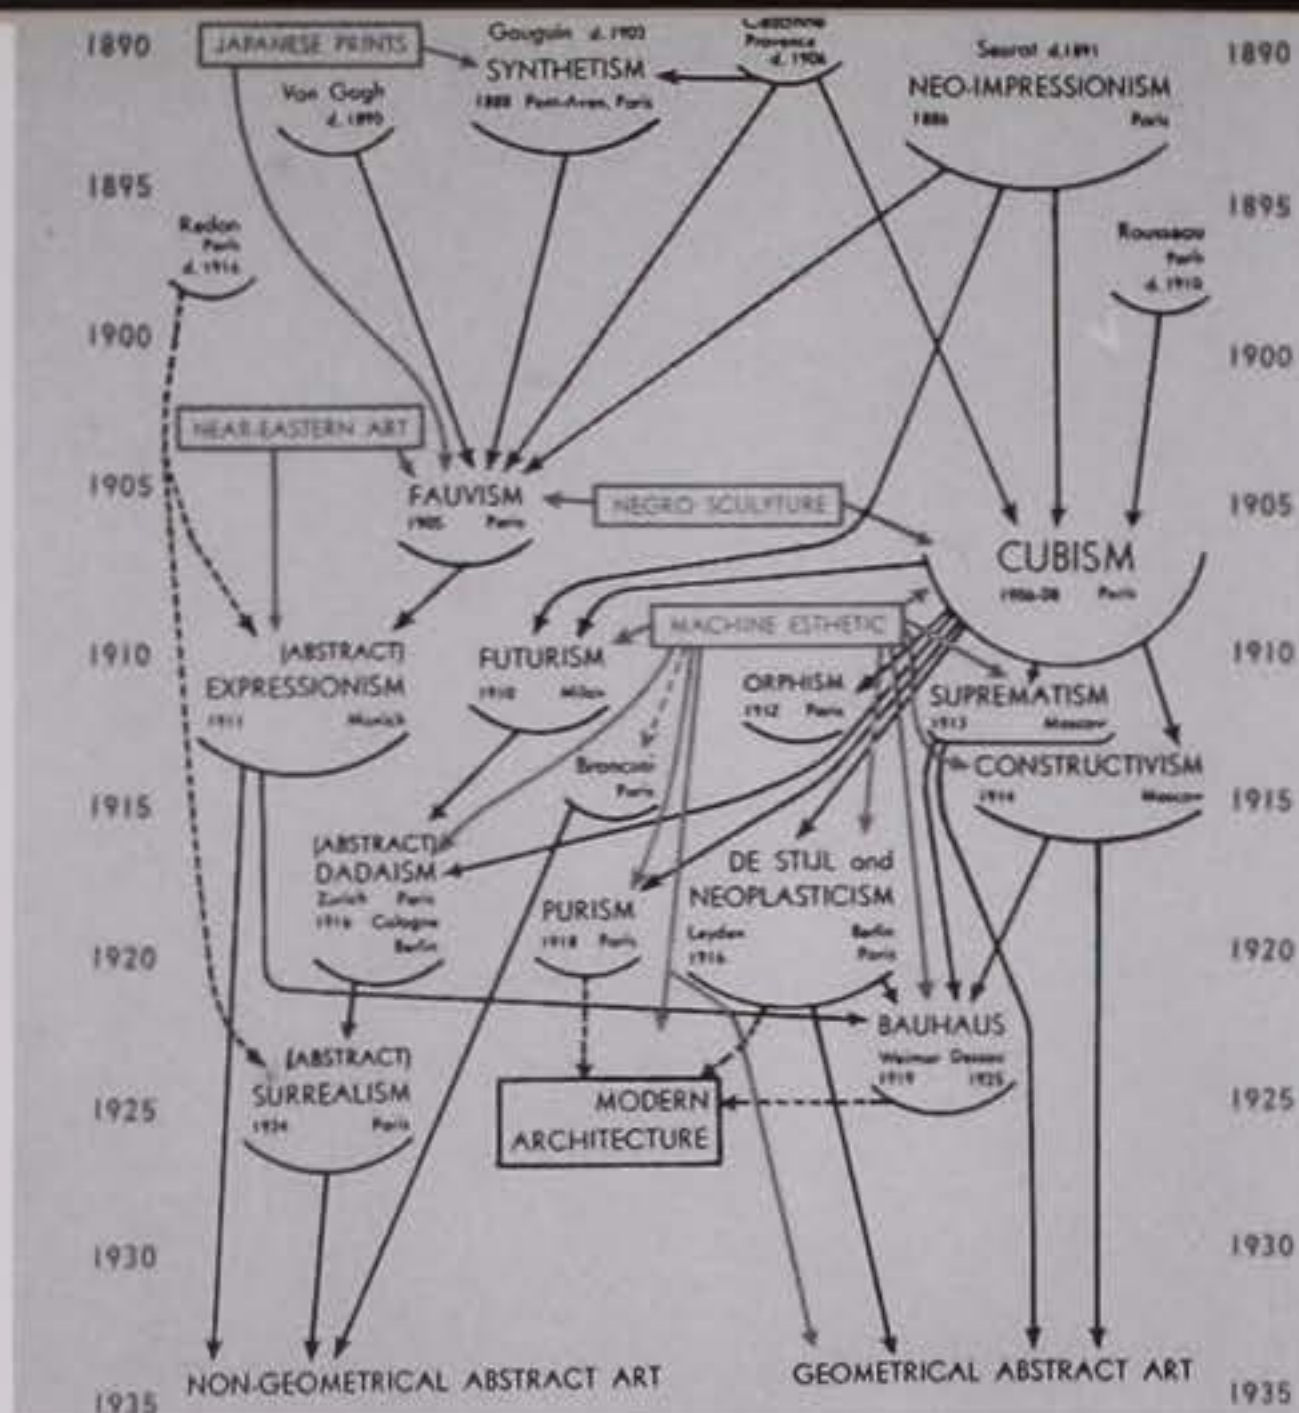 1890
JAPANESE PRINTS
Gauguin d. 1903
SYNTHETISM
1888 Pont-Aven, Paris
Cezanne
Provence
d. 1906
Seurat d.1891
NEO-IMPRESSIONISM
1886 Paris
1890
Van Gogh
d. 1890
1895
1895
Redon
Paris
d. 1916
Rousseau
Paris
d. 1910
1900
1900
NEAR-EASTERN ART
1905
FAUVISM
1905 Paris
NEGRO SCULPTURE
1905
CUBISM
1906-08 Paris
MACHINE ESTHETIC
1910
(ABSTRACT)
EXPRESSIONISM
1911 Munich
FUTURISM
1910 Milan
ORPHISM
1912 Paris
SUPREMATISM
1913 Moscow
1910
Brancusi
Paris
CONSTRUCTIVISM
1914 Moscow
1915
1915
(ABSTRACT)
DADAISM
Zurich Paris
1916 Cologne
Berlin
PURISM
1918 Paris
DE STIJL and
NEOPLASTICISM
Leyden Berlin
1916 Paris
1920
1920
(ABSTRACT)
SURREALISM
1924 Paris
BAUHAUS
Weimar Dessau
1919 1925
1925
MODERN
ARCHITECTURE
1925
1930
1930
NON-GEOMETRICAL ABSTRACT ART
GEOMETRICAL ABSTRACT ART
1935
1935